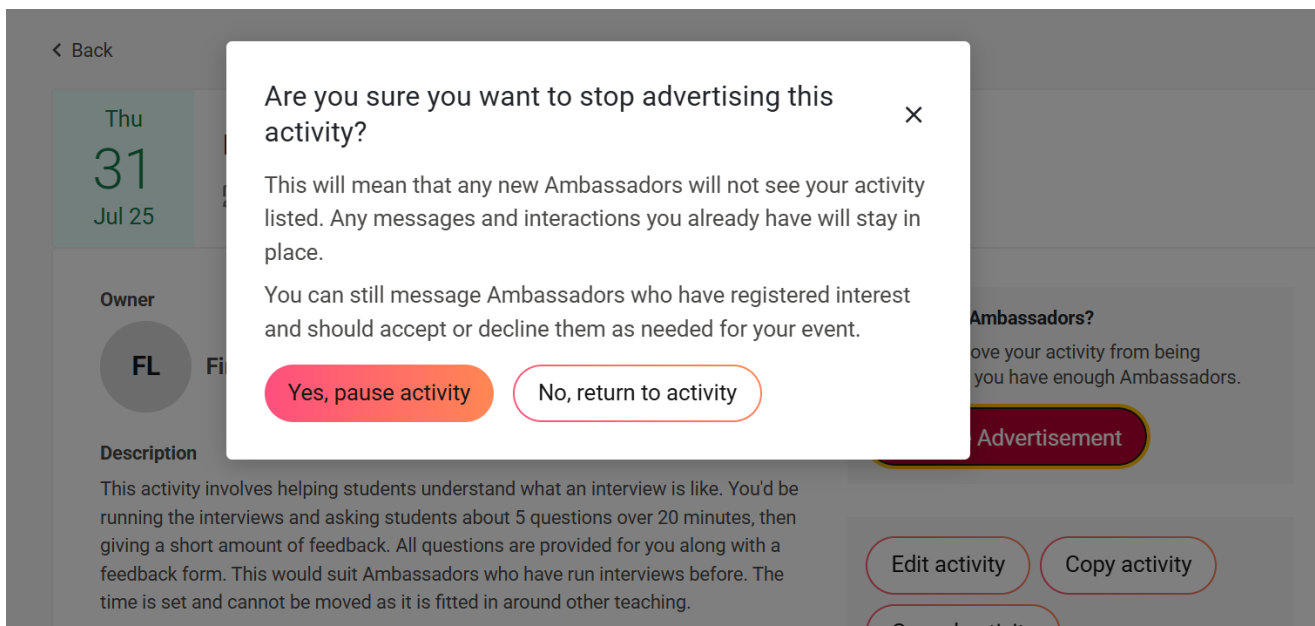 Back
Are you sure you want to stop advertising this
activity?
This will mean that any new Ambassadors will not see your activity
listed. Any messages and interactions you already have will stay in
place.
You can still message Ambassadors who have registered interest
and should accept or decline them as needed for your event.
Yes, pause activity
No, return to activity
Thu
31
Jul 25
Owner
FL
Fi
Description
This activity involves helping students understand what an interview is like. You'd be
running the interviews and asking students about 5 questions over 20 minutes, then
giving a short amount of feedback. All questions are provided for you along with a
feedback form. This would suit Ambassadors who have run interviews before. The
time is set and cannot be moved as it is fitted in around other teaching.
Ambassadors?
ove your activity from being
you have enough Ambassadors.
Advertisement
Edit activity
Copy activity